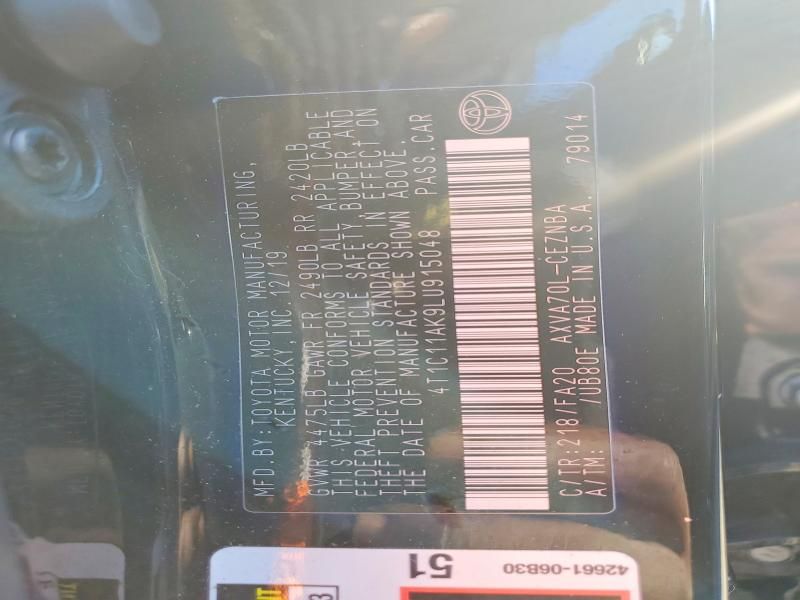 MFD. BY: TOYOTA MOTOR MANUFACTURING,
KENTUCKY, INC. 12/19
GVWR 4475LB GAWR FR 2490LB RR 2420LB
THIS VEHICLE CONFORMS TO ALL APPLICABLE
FEDERAL MOTOR VEHICLE SAFETY, BUMPER, AND
THEFT PREVENTION STANDARDS IN EFFECT ON
THE DATE OF MANUFACTURE SHOWN ABOVE.
4T1C11AK9LU915048 PASS.CAR
C/TR:218/FA20 AXVA70L-CEZNBA
A/TM: /UB80E MADE IN U.S.A. 79014
51
42661-06B30
3